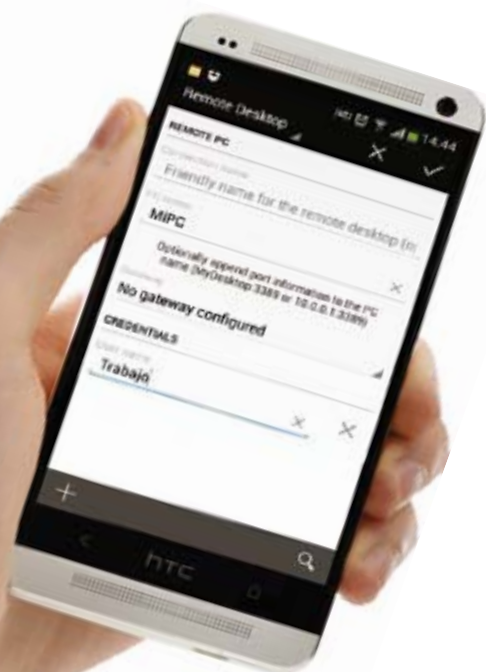 14:44
Remote Desktop
REMOTE PC
Connection name
Friendly name for the remote desktop (
PC name
MiPC
Optionally append port information to the PC
name (MyDesktop:3389 or 10.0.0.1:3389)
Gateway
No gateway configured
CREDENTIALS
User name
Trabajo
hTC